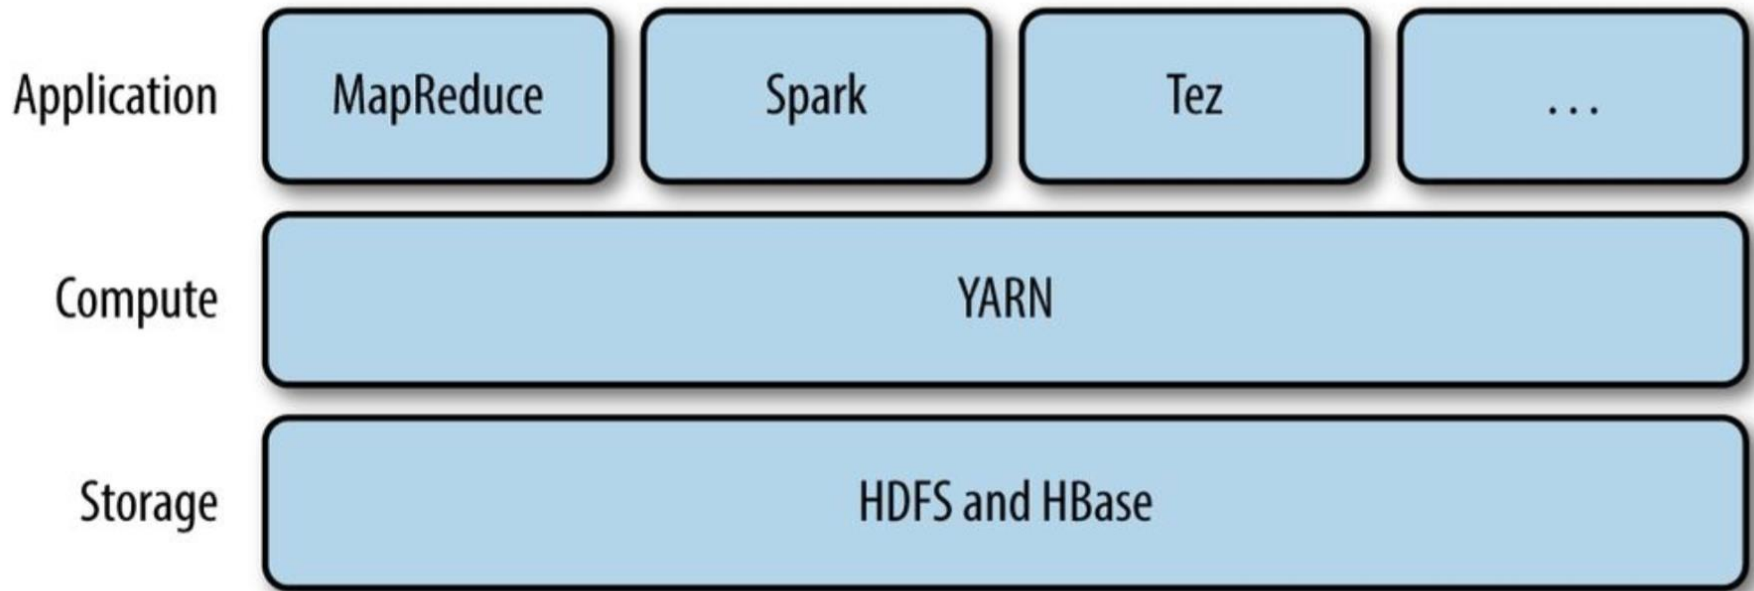 Application MapReduce Spark Tez ...
Compute YARN
Storage HDFS and HBase